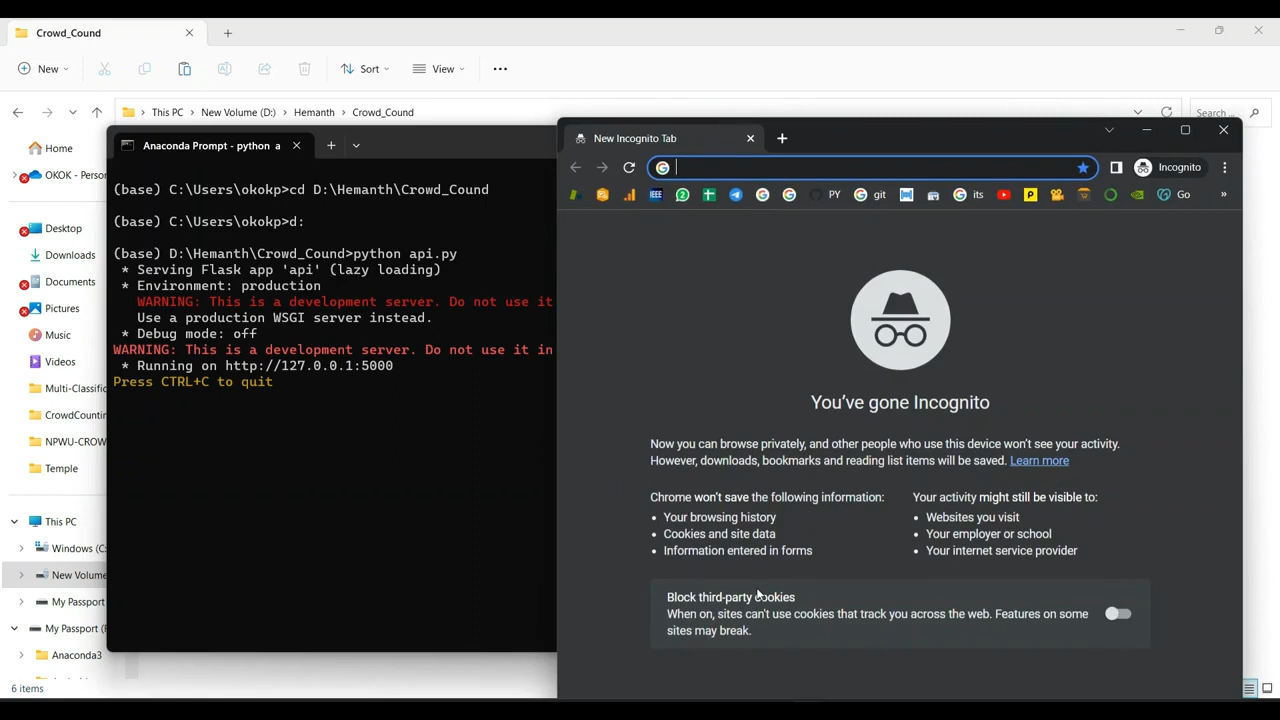 Crowd_Cound
New
Sort
View
This PC
New Volume (D:)
Hemanth
Crowd_Cound
Search
Home
OKOK - Perso
Desktop
Downloads
Documents
Pictures
Music
Videos
Multi-Classific
CrowdCountin
NPWU-CROW
Temple
This PC
Windows (C:
New Volume
My Passport
My Passport (
Anaconda3
6 items
Anaconda Prompt - python a
(base) C:\Users\okokp>cd D:\Hemanth\Crowd_Cound
(base) C:\Users\okokp>d:
(base) D:\Hemanth\Crowd_Cound>python api.py
* Serving Flask app 'api' (lazy loading)
* Environment: production
WARNING: This is a development server. Do not use it
Use a production WSGI server instead.
* Debug mode: off
WARNING: This is a development server. Do not use it in
* Running on http://127.0.0.1:5000
Press CTRL+C to quit
New Incognito Tab
Incognito
IEEE PY git its Go »
You've gone Incognito
Now you can browse privately, and other people who use this device won't see your activity.
However, downloads, bookmarks and reading list items will be saved. Learn more
Chrome won't save the following information:
• Your browsing history
• Cookies and site data
• Information entered in forms
Your activity might still be visible to:
• Websites you visit
• Your employer or school
• Your internet service provider
Block third-party cookies
When on, sites can't use cookies that track you across the web. Features on some
sites may break.